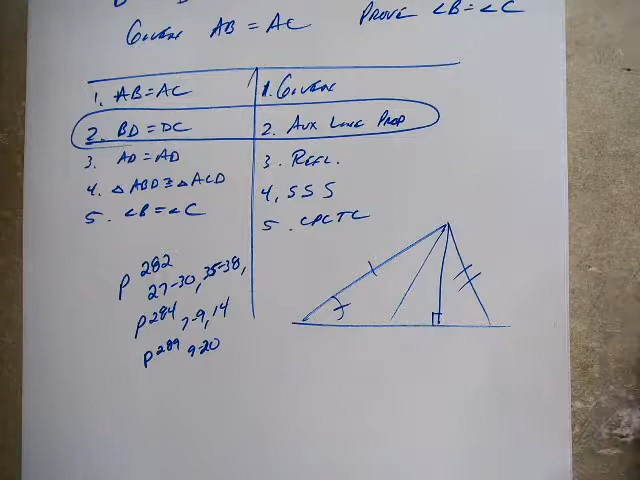 GIVEN AB = AC PROVE ∠B = ∠C
1. AB = AC 1. GIVEN
2. BD = DC 2. AUX LINE PROP
3. AD = AD 3. REFL.
4. △ABD ≅ △ACD 4, SSS
5. ∠B = ∠C 5. CPCTC
P 282
27-30, 35-38,
P 284 7-9, 14
P 289 9-20